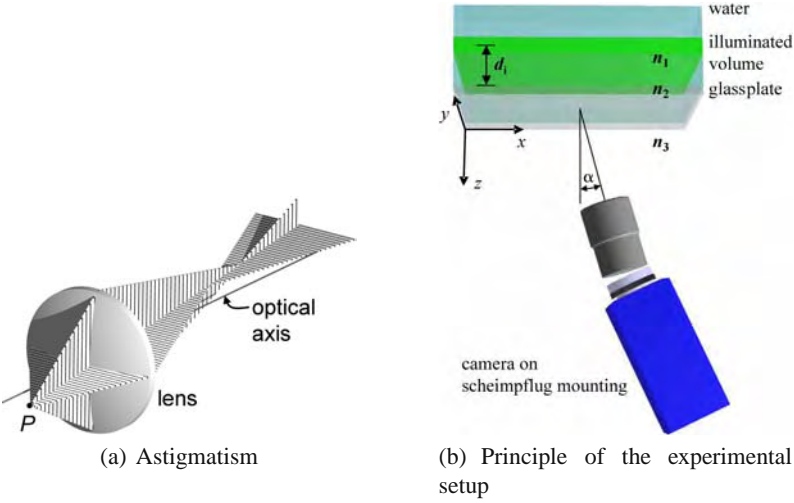 optical
axis
lens
P
(a) Astigmatism
water
illuminated
volume
glassplate
d_i
n_1
n_2
n_3
y
x
z
α
camera on
scheimpflug mounting
(b) Principle of the experimental
setup